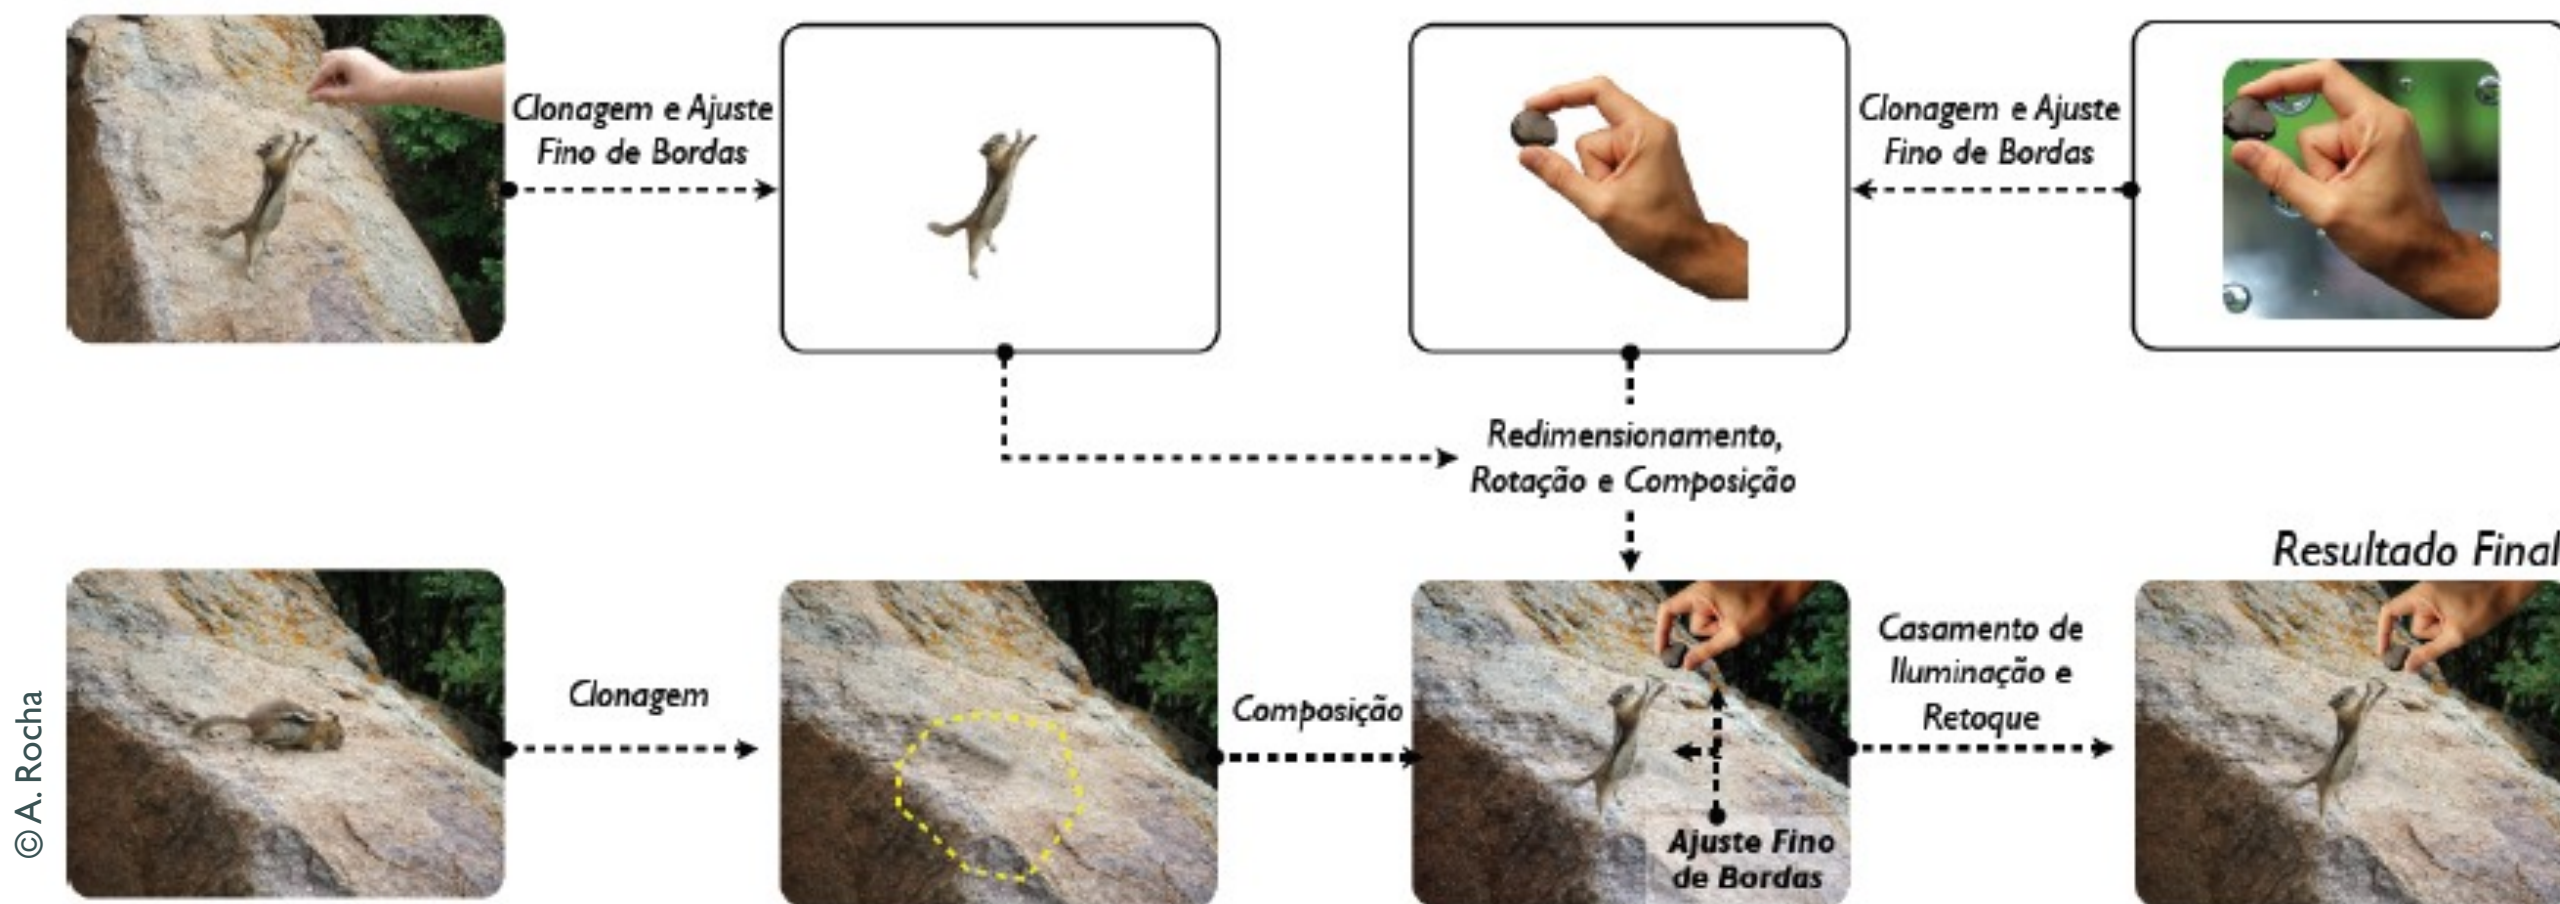 Clonagem e Ajuste
Fino de Bordas
Clonagem e Ajuste
Fino de Bordas
Redimensionamento,
Rotação e Composição
Resultado Final
Clonagem
Composição
Casamento de
Iluminação e
Retoque
Ajuste Fino
de Bordas
© A. Rocha